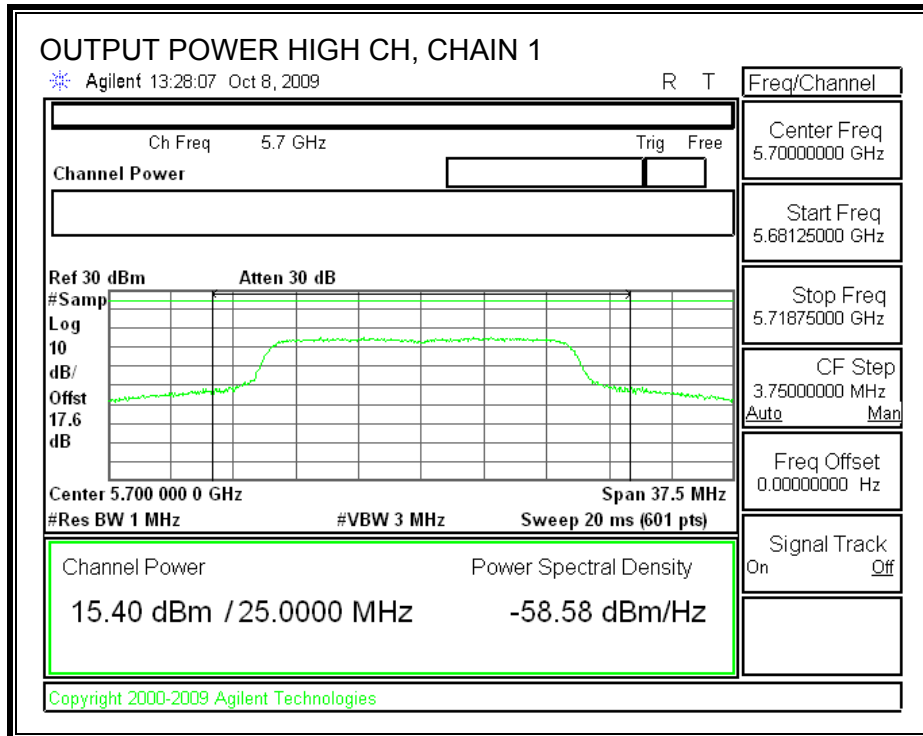 OUTPUT POWER HIGH CH, CHAIN 1
Agilent 13:28:07 Oct 8, 2009 R T
Freq/Channel
Ch Freq 5.7 GHz Trig Free
Channel Power
Center Freq
5.70000000 GHz
Start Freq
5.68125000 GHz
Stop Freq
5.71875000 GHz
CF Step
3.75000000 MHz
Auto Man
Freq Offset
0.00000000 Hz
Signal Track
On Off
Ref 30 dBm Atten 30 dB
#Samp
Log
10
dB/
Offst
17.6
dB
Center 5.700 000 0 GHz Span 37.5 MHz
#Res BW 1 MHz #VBW 3 MHz Sweep 20 ms (601 pts)
Channel Power Power Spectral Density
15.40 dBm / 25.0000 MHz -58.58 dBm/Hz
Copyright 2000-2009 Agilent Technologies